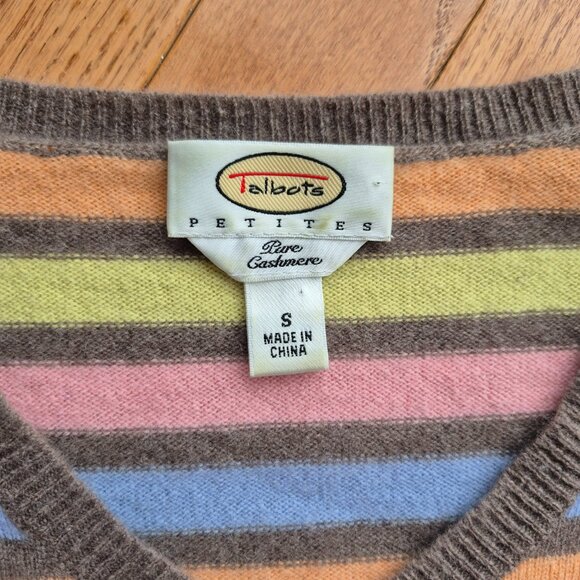 Talbots
PETITES
Pure
Cashmere
S
MADE IN
CHINA